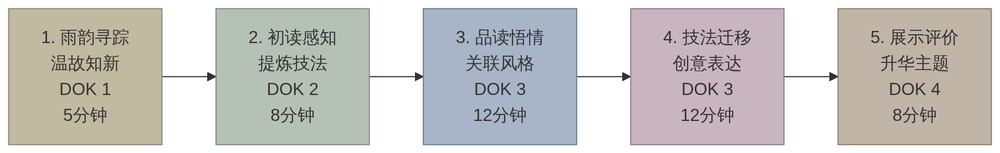 1. 雨韵寻踪
温故知新
DOK 1
5分钟
2. 初读感知
提炼技法
DOK 2
8分钟
3. 品读悟情
关联风格
DOK 3
12分钟
4. 技法迁移
创意表达
DOK 3
12分钟
5. 展示评价
升华主题
DOK 4
8分钟